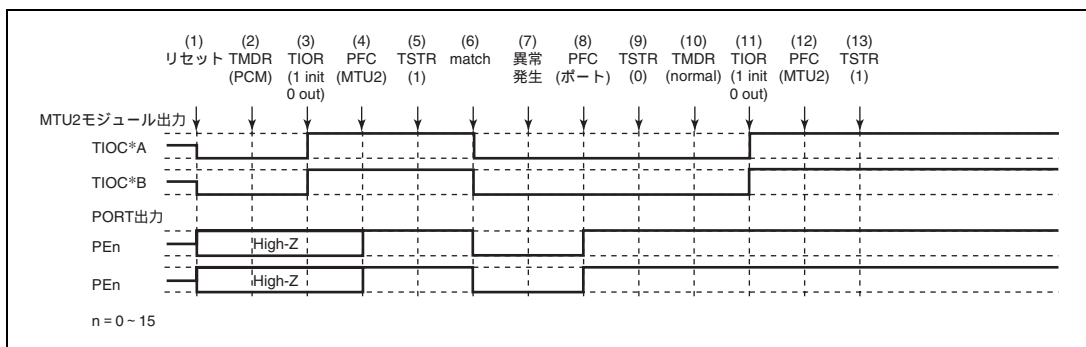 (1) (2) (3) (4) (5) (6) (7) (8) (9) (10) (11) (12) (13)
リセット TMDR TIOR PFC TSTR match 異常 PFC TSTR TMDR TIOR PFC TSTR
(PCM) (1 init (MTU2) (1) 発生 (ポート) (0) (normal) (1 init (MTU2) (1)
0 out) 0 out)
MTU2モジュール出力
TIOC*A
TIOC*B
PORT出力
PEn High-Z
PEn High-Z
n = 0 ~ 15